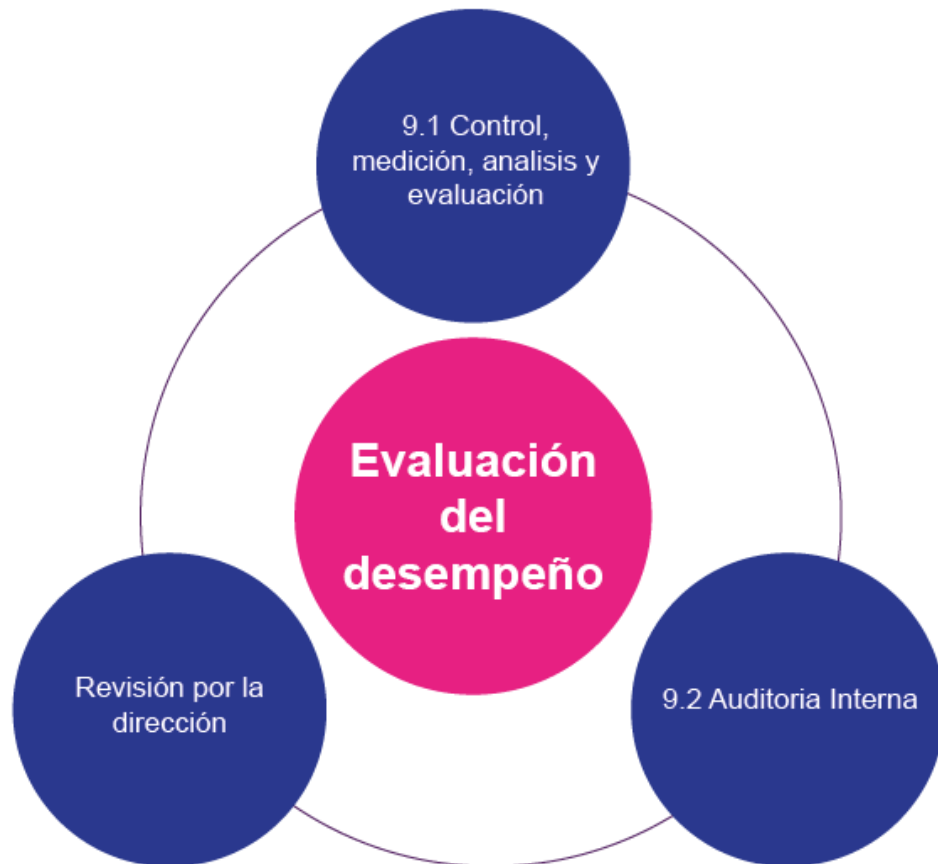 9.1 Control,
medición, analisis y
evaluación
Evaluación
del
desempeño
Revisión por la
dirección
9.2 Auditoria Interna